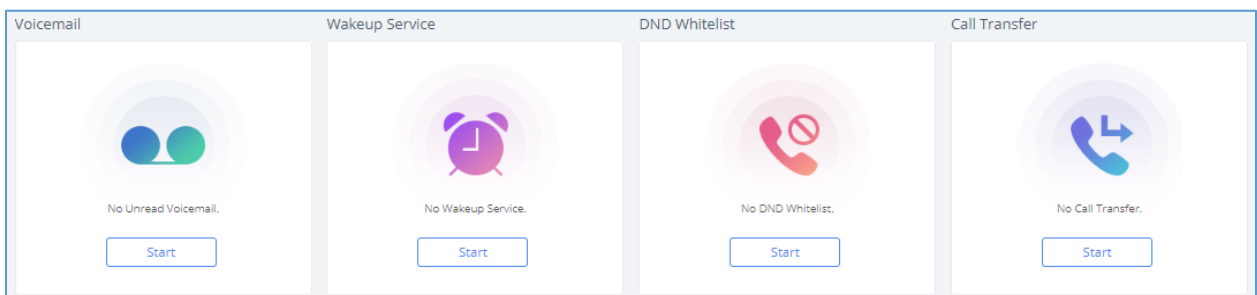 Voicemail
Wakeup Service
DND Whitelist
Call Transfer
No Unread Voicemail.
No Wakeup Service.
No DND Whitelist.
No Call Transfer.
Start
Start
Start
Start